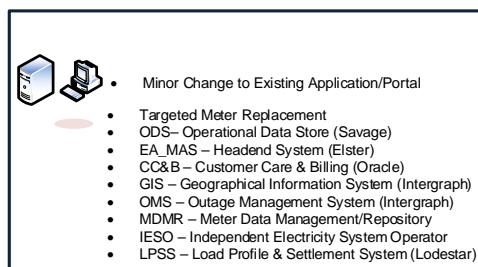 • Minor Change to Existing Application/Portal
• Targeted Meter Replacement
• ODS– Operational Data Store (Savage)
• EA_MAS – Headend System (Elster)
• CC&B – Customer Care & Billing (Oracle)
• GIS – Geographical Information System (Intergraph)
• OMS – Outage Management System (Intergraph)
• MDMR – Meter Data Management/Repository
• IESO – Independent Electricity System Operator
• LPSS – Load Profile & Settlement System (Lodestar)